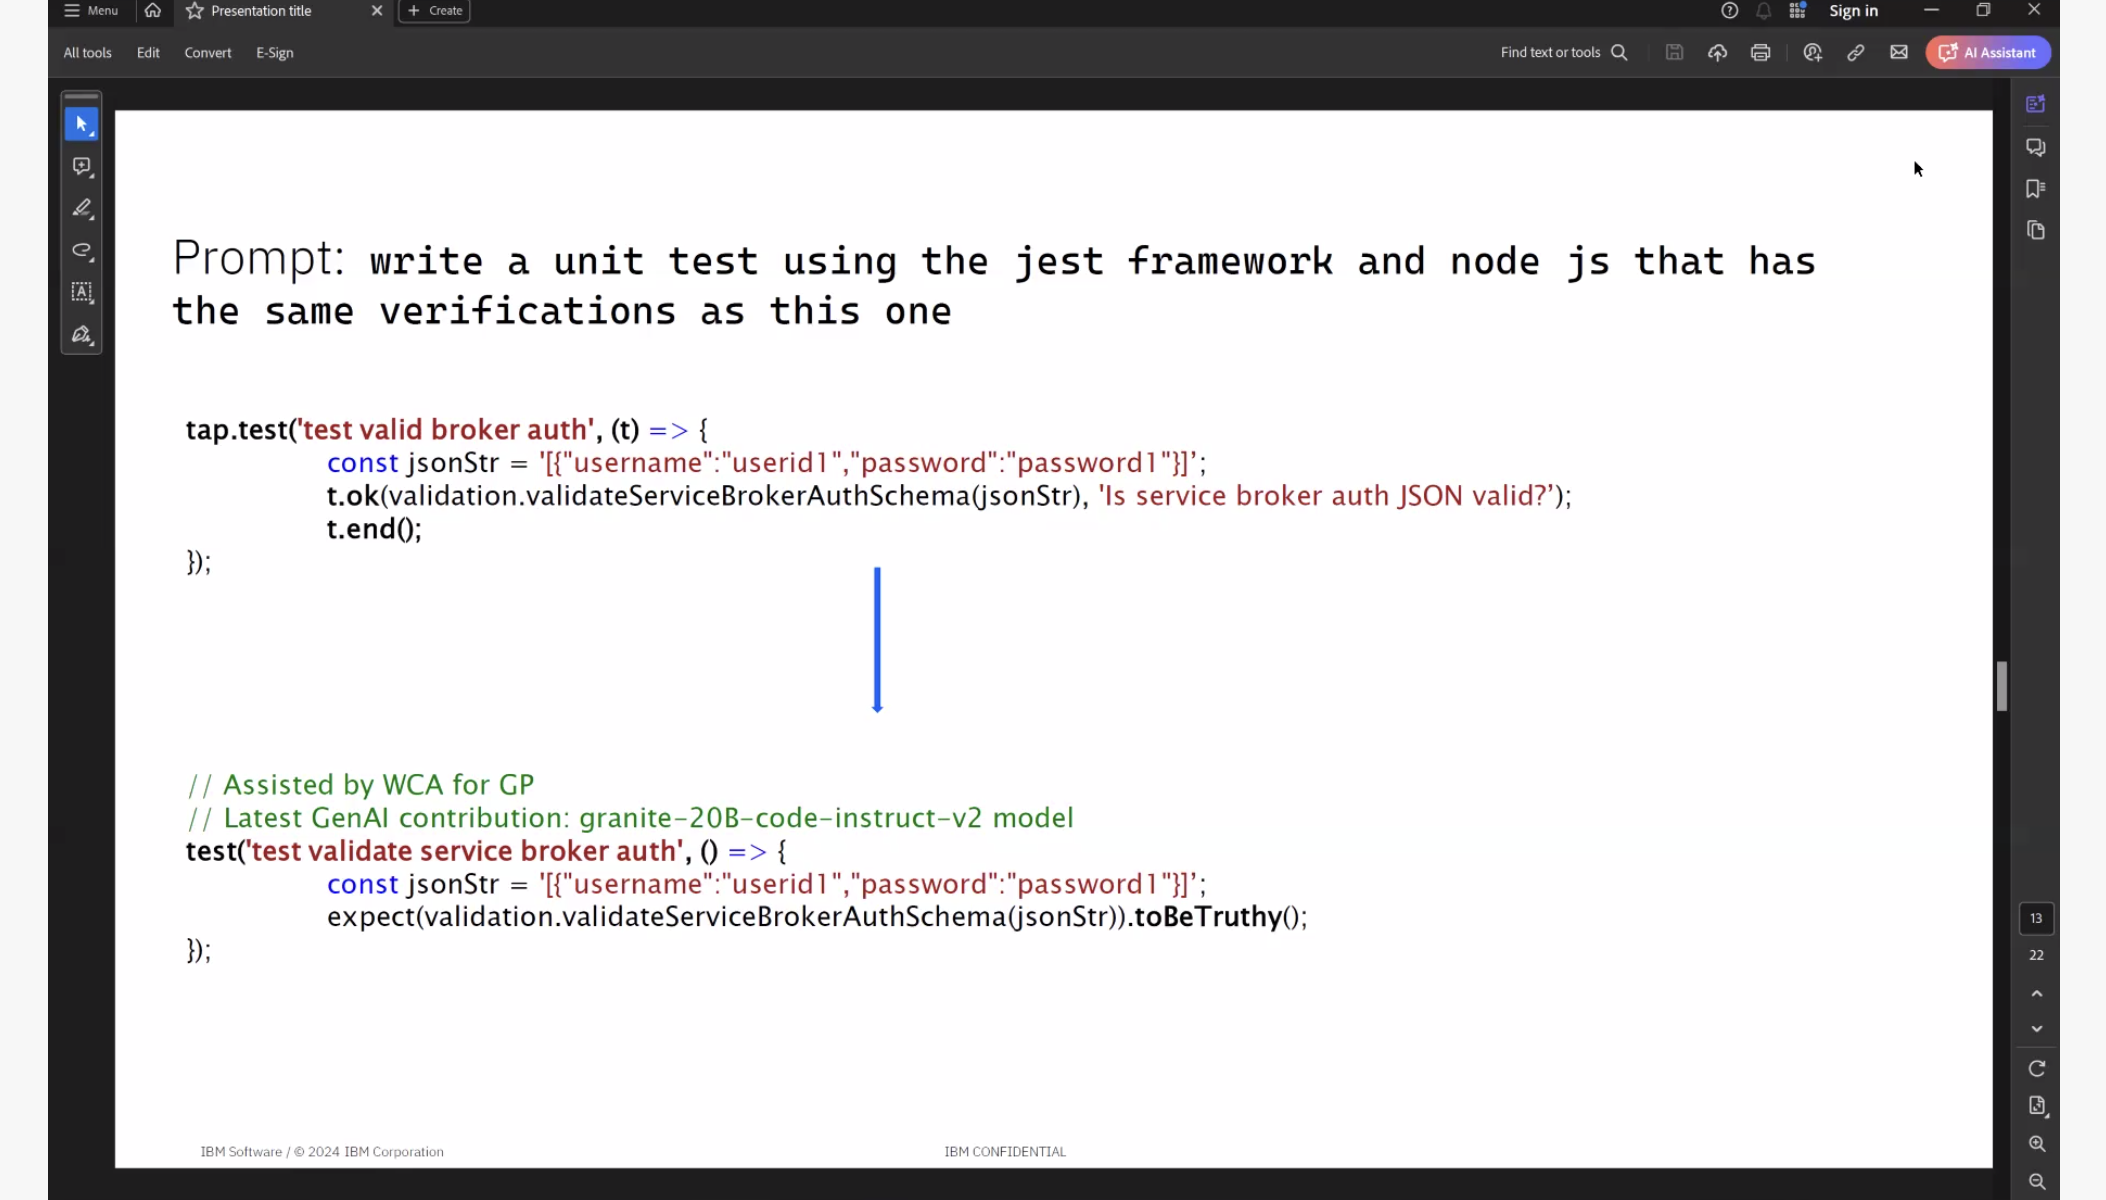 Menu
Presentation title
Create
Sign in
All tools
Edit
Convert
E-Sign
Find text or tools
AI Assistant
Prompt: write a unit test using the jest framework and node js that has
the same verifications as this one
tap.test('test valid broker auth', (t) => {
const jsonStr = '[{"username":"userid1","password":"password1"}]’;
t.ok(validation.validateServiceBrokerAuthSchema(jsonStr), 'Is service broker auth JSON valid?’);
t.end();
});
// Assisted by WCA for GP
// Latest GenAI contribution: granite-20B-code-instruct-v2 model
test('test validate service broker auth', () => {
const jsonStr = '[{"username":"userid1","password":"password1"}]’;
expect(validation.validateServiceBrokerAuthSchema(jsonStr)).toBeTruthy();
});
13
22
IBM Software / © 2024 IBM Corporation
IBM CONFIDENTIAL